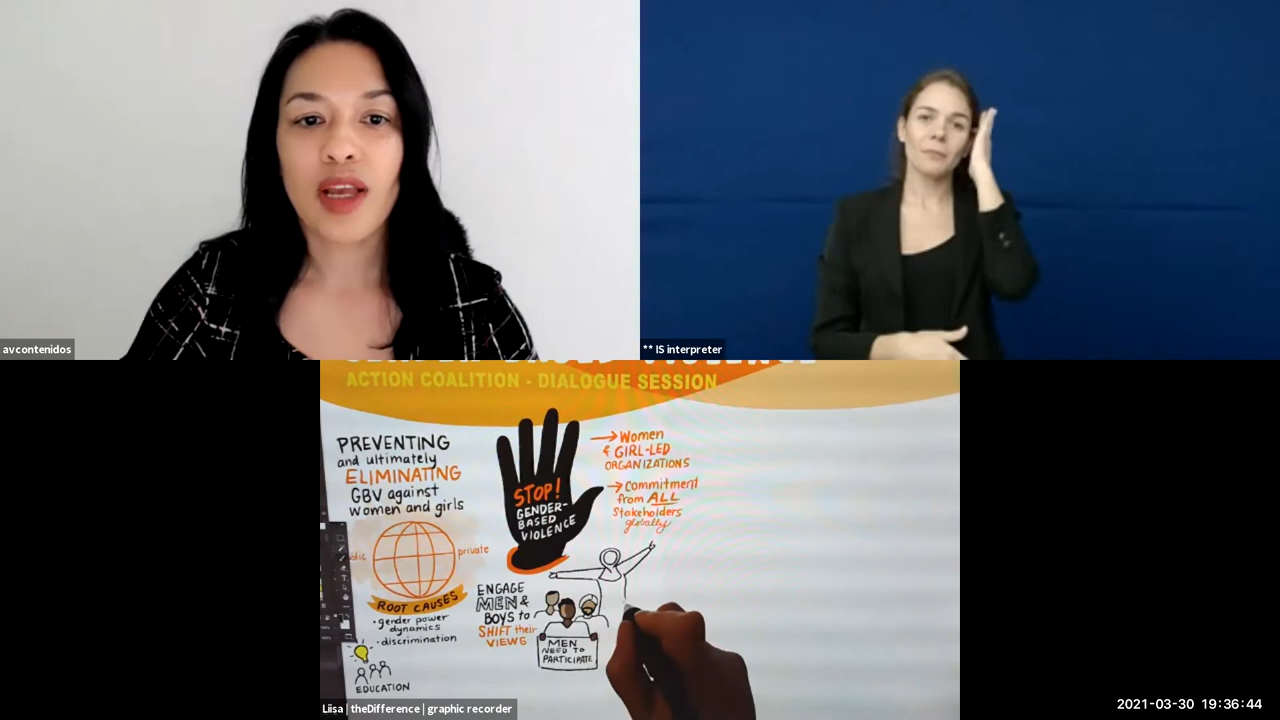 avcontenidos
** IS interpreter
ACTION COALITION - DIALOGUE SESSION
PREVENTING
and ultimately
ELIMINATING
GBV against
women and girls
private
ROOT CAUSES
• gender power
dynamics
• discrimination
EDUCATION
STOP!
GENDER-
BASED
VIOLENCE
→ Women
& GIRL-LED
ORGANIZATIONS
→ Commitment
from ALL
Stakeholders
globally
ENGAGE
MEN &
BOYS to
SHIFT their
VIEWS
MEN
NEED TO
PARTICIPATE
Liisa | theDifference | graphic recorder
2021-03-30 19:36:44